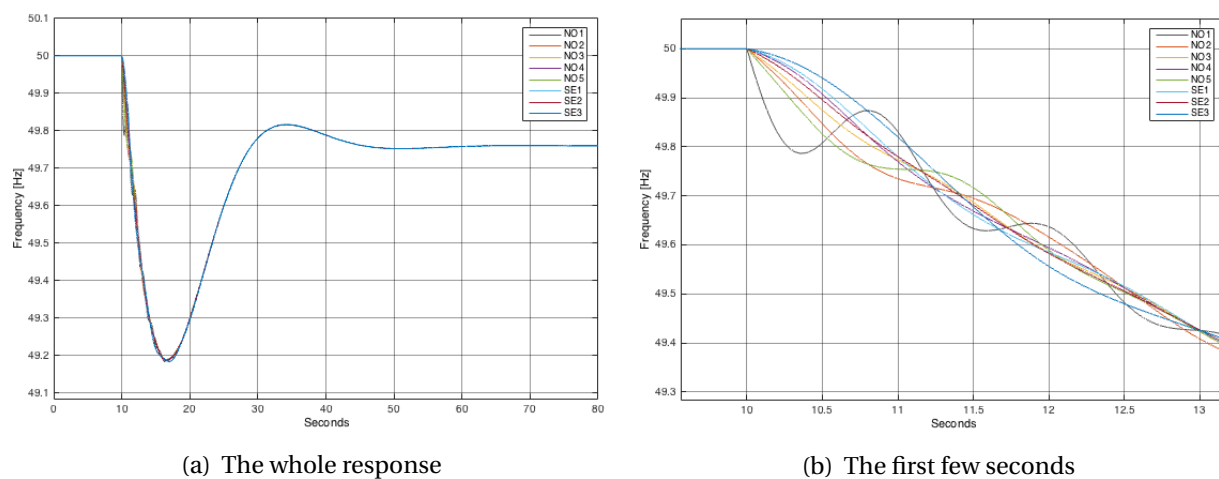 50.1
50
49.9
49.8
49.7
49.6
49.5
49.4
49.3
49.2
49.1
Frequency [Hz]
0 10 20 30 40 50 60 70 80
Seconds
NO1
NO2
NO3
NO4
NO5
SE1
SE2
SE3
(a) The whole response
50
49.9
49.8
49.7
49.6
49.5
49.4
49.3
Frequency [Hz]
10 10.5 11 11.5 12 12.5 13
Seconds
NO1
NO2
NO3
NO4
NO5
SE1
SE2
SE3
(b) The first few seconds